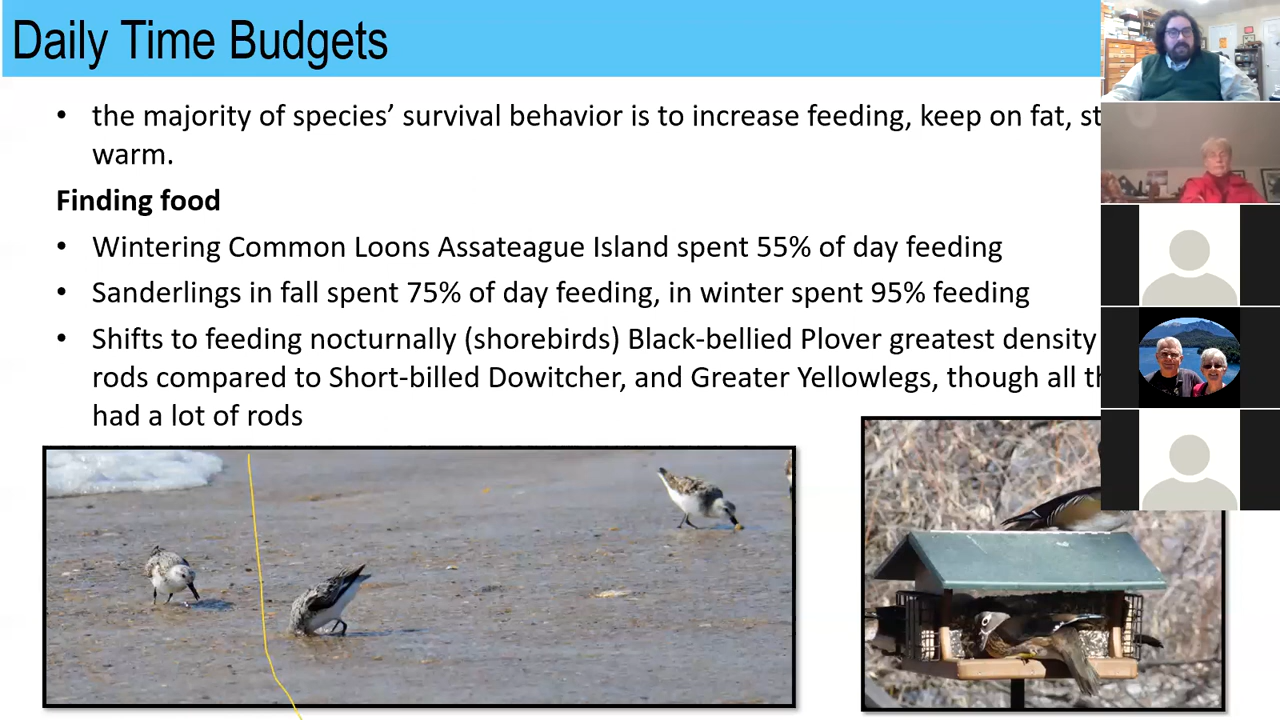 Daily Time Budgets
• the majority of species’ survival behavior is to increase feeding, keep on fat,
warm.
Finding food
• Wintering Common Loons Assateague Island spent 55% of day feeding
• Sanderlings in fall spent 75% of day feeding, in winter spent 95% feeding
• Shifts to feeding nocturnally (shorebirds) Black-bellied Plover greatest density
rods compared to Short-billed Dowitcher, and Greater Yellowlegs, though all
had a lot of rods